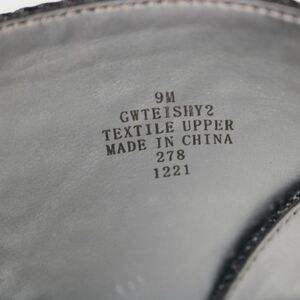 9M
GWTEISHY2
TEXTILE UPPER
MADE IN CHINA
278
1221